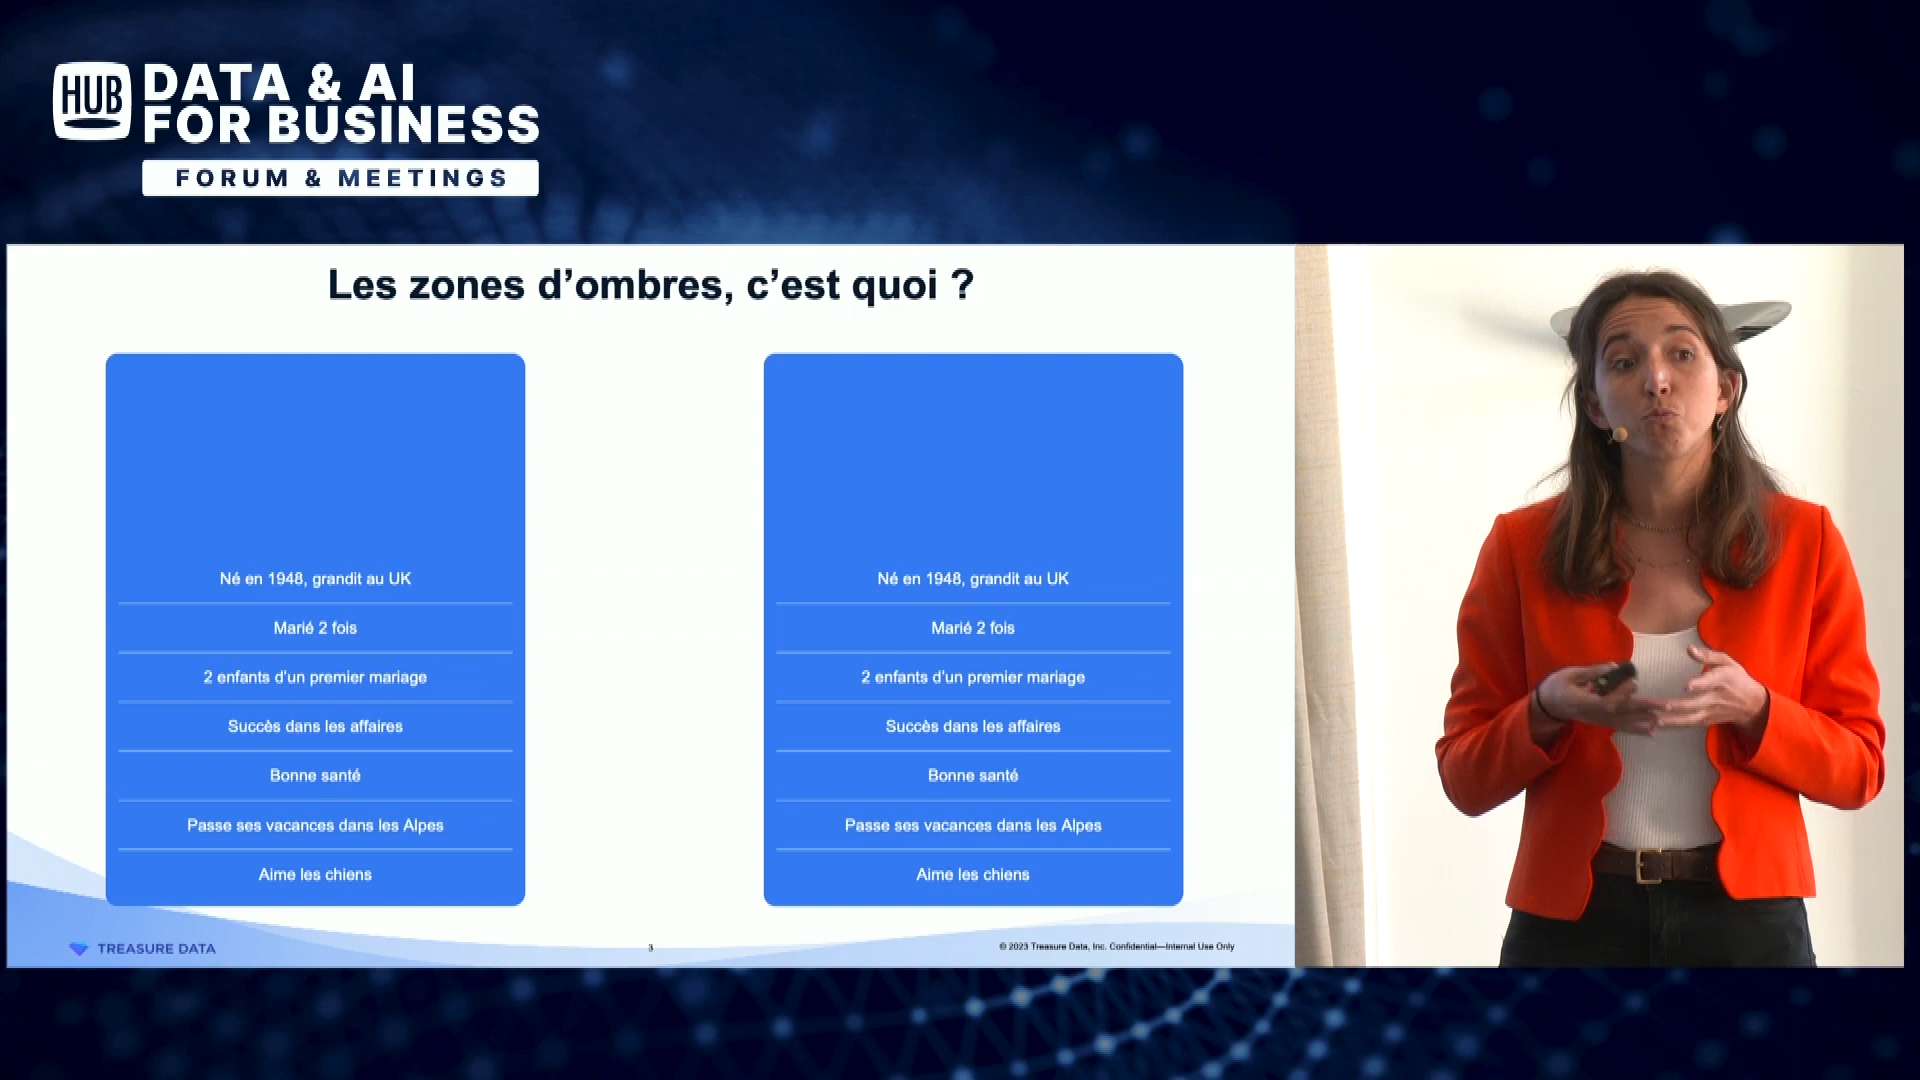 HUB
DATA & AI
FOR BUSINESS
FORUM & MEETINGS
Les zones d'ombres, c'est quoi ?
Né en 1948, grandit au UK
Marié 2 fois
2 enfants d'un premier mariage
Succès dans les affaires
Bonne santé
Passe ses vacances dans les Alpes
Aime les chiens
Né en 1948, grandit au UK
Marié 2 fois
2 enfants d'un premier mariage
Succès dans les affaires
Bonne santé
Passe ses vacances dans les Alpes
Aime les chiens
TREASURE DATA
3
© 2023 Treasure Data, Inc. Confidential—Internal Use Only